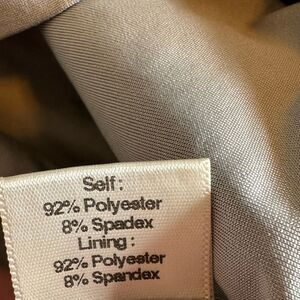 Self:
92% Polyester
8% Spadex
Lining:
92% Polyester
8% Spandex